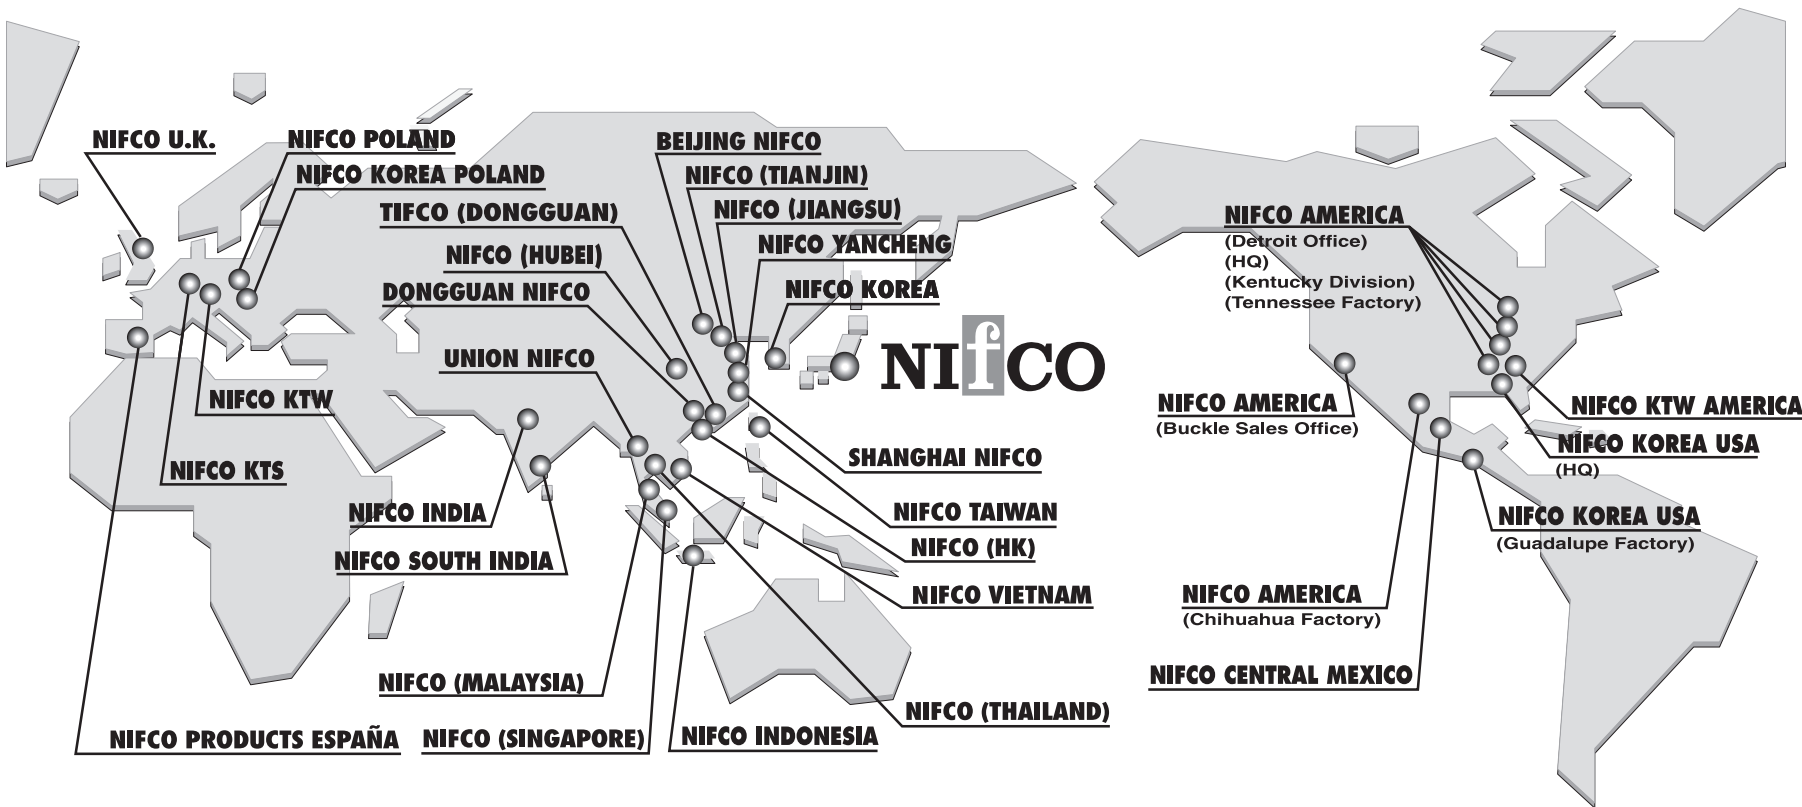 NIFCO U.K.
NIFCO POLAND
NIFCO KOREA POLAND
TIFCO (DONGGUAN)
NIFCO (HUBEI)
DONGGUAN NIFCO
UNION NIFCO
BEIJING NIFCO
NIFCO (TIANJIN)
NIFCO (JIANGSU)
NIFCO YANCHENG
NIFCO KOREA
NIfCO
NIFCO KTW
NIFCO KTS
NIFCO INDIA
NIFCO SOUTH INDIA
NIFCO (MALAYSIA)
NIFCO PRODUCTS ESPAÑA
NIFCO (SINGAPORE)
NIFCO INDONESIA
SHANGHAI NIFCO
NIFCO TAIWAN
NIFCO (HK)
NIFCO VIETNAM
NIFCO (THAILAND)
NIFCO AMERICA
(Detroit Office)
(HQ)
(Kentucky Division)
(Tennessee Factory)
NIFCO AMERICA
(Buckle Sales Office)
NIFCO KTW AMERICA
NIFCO KOREA USA
(HQ)
NIFCO KOREA USA
(Guadalupe Factory)
NIFCO AMERICA
(Chihuahua Factory)
NIFCO CENTRAL MEXICO